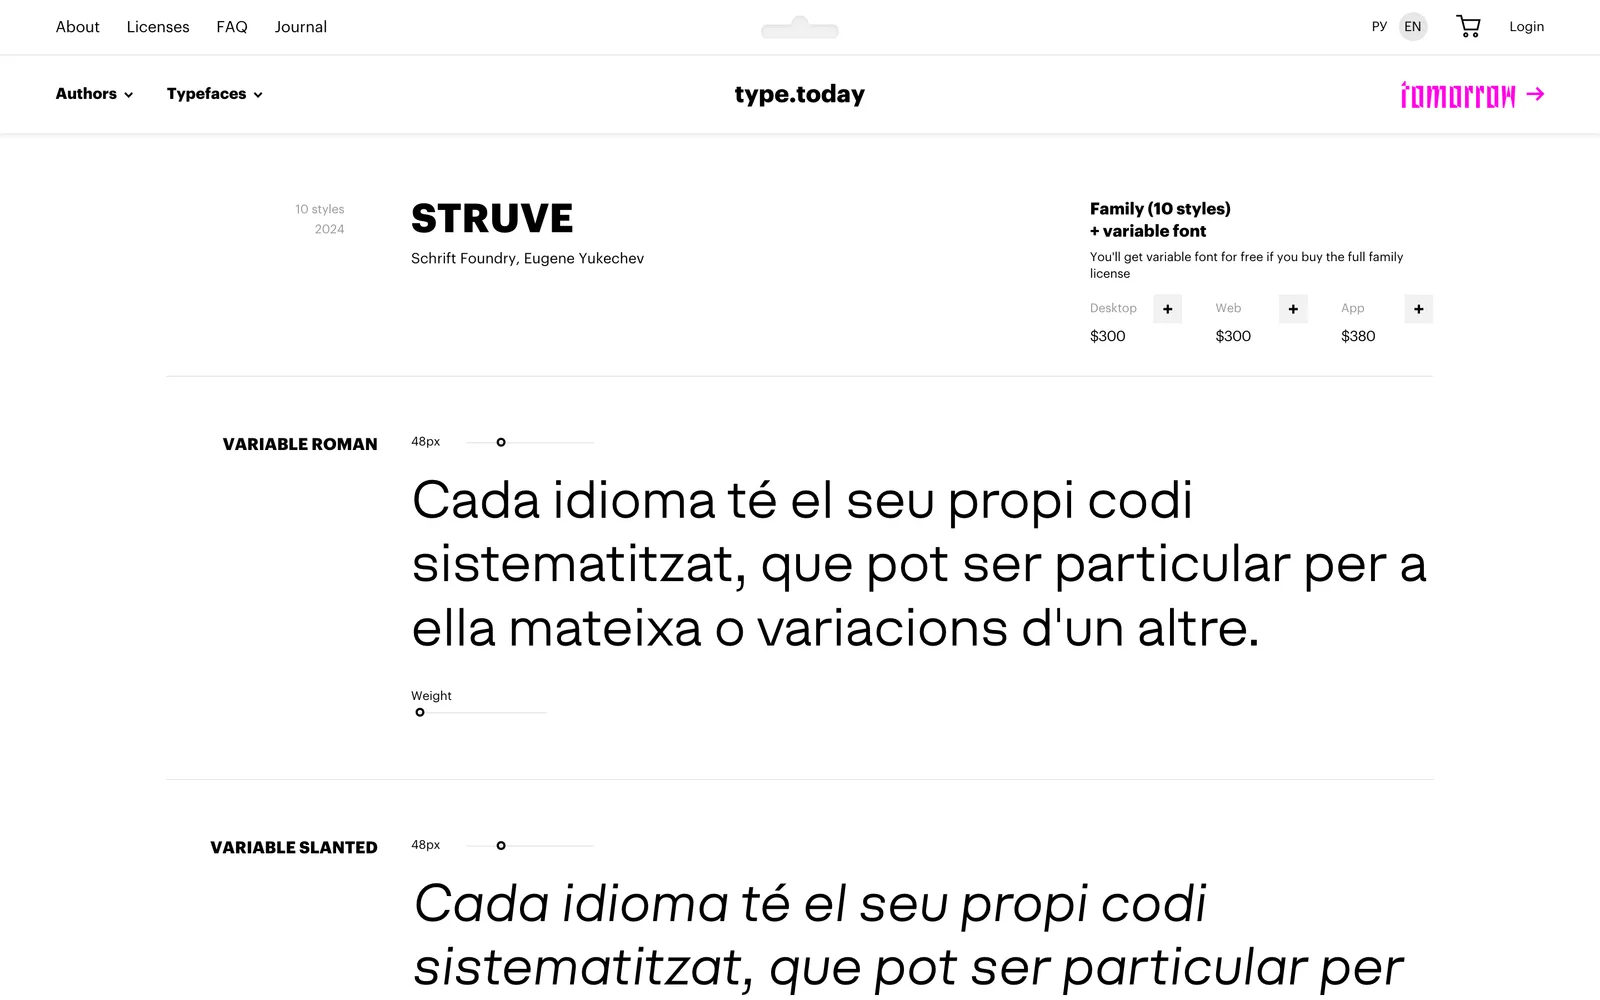 About Licenses FAQ Journal
РУ EN Login
Authors Typefaces
type.today
tomorrow →
10 styles
2024
STRUVE
Schrift Foundry, Eugene Yukechev
Family (10 styles)
+ variable font
You'll get variable font for free if you buy the full family
license
Desktop + Web + App +
$300 $300 $380
VARIABLE ROMAN
48px
Cada idioma té el seu propi codi
sistematitzat, que pot ser particular per a
ella mateixa o variacions d'un altre.
Weight
VARIABLE SLANTED
48px
Cada idioma té el seu propi codi
sistematitzat, que pot ser particular per